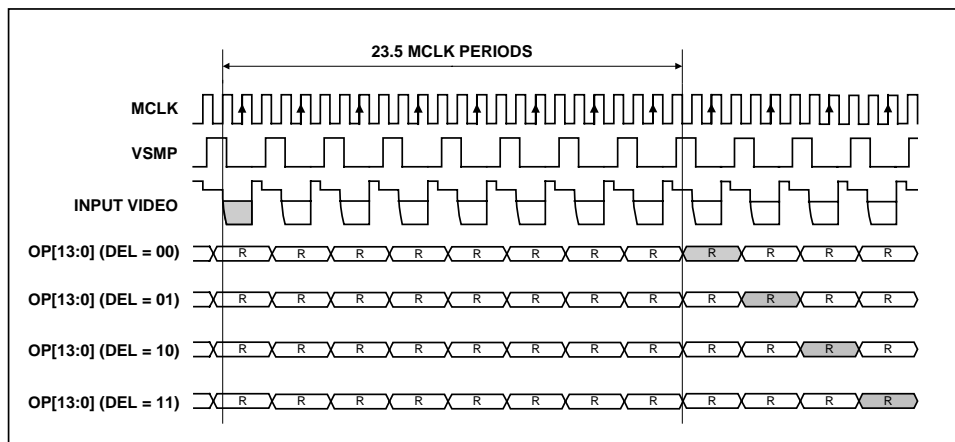 23.5 MCLK PERIODS
MCLK
VSMP
INPUT VIDEO
OP[13:0] (DEL = 00) R R R R R R R R R R R R
OP[13:0] (DEL = 01) R R R R R R R R R R R R
OP[13:0] (DEL = 10) R R R R R R R R R R R R
OP[13:0] (DEL = 11) R R R R R R R R R R R R